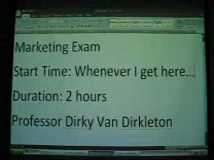 Marketing Exam
Start Time: Whenever I get here...
Duration: 2 hours
Professor Dirky Van Dirkleton